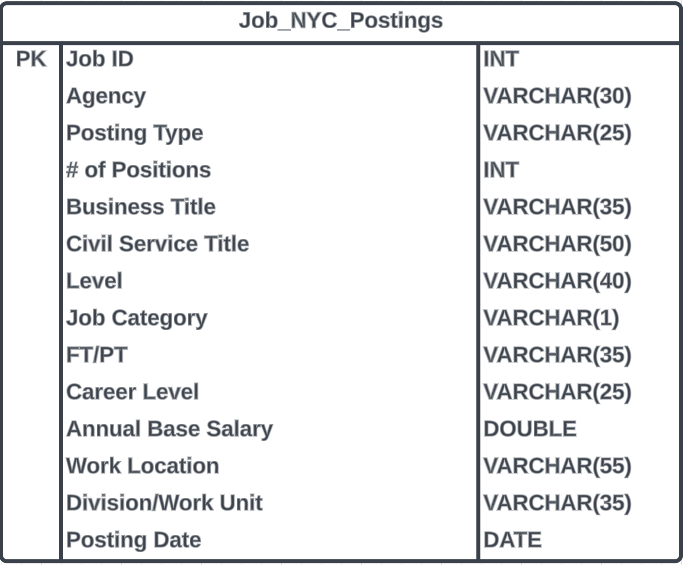 Job_NYC_Postings
PK Job ID INT
Agency VARCHAR(30)
Posting Type VARCHAR(25)
# of Positions INT
Business Title VARCHAR(35)
Civil Service Title VARCHAR(50)
Level VARCHAR(40)
Job Category VARCHAR(1)
FT/PT VARCHAR(35)
Career Level VARCHAR(25)
Annual Base Salary DOUBLE
Work Location VARCHAR(55)
Division/Work Unit VARCHAR(35)
Posting Date DATE